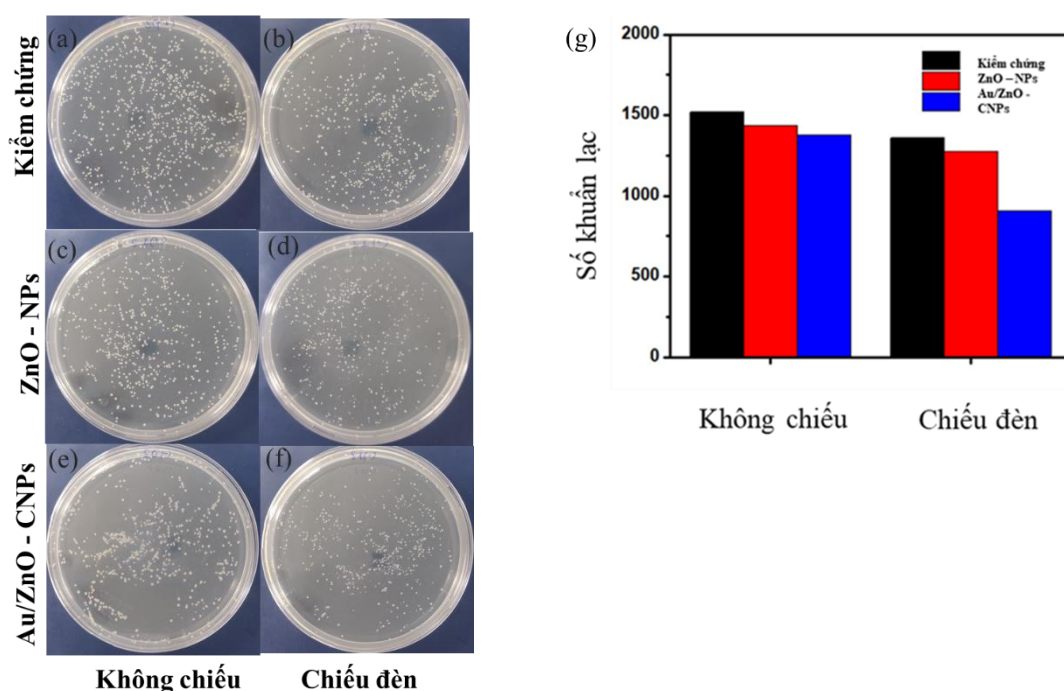 (a)
(b)
Kiểm chứng
(c)
(d)
ZnO - NPs
(e)
(f)
Au/ZnO - CNPs
Không chiếu
Chiếu đèn
(g)
2000
1500
1000
500
0
Số khuẩn lạc
Kiểm chứng
ZnO – NPs
Au/ZnO -
CNPs
Không chiếu
Chiếu đèn